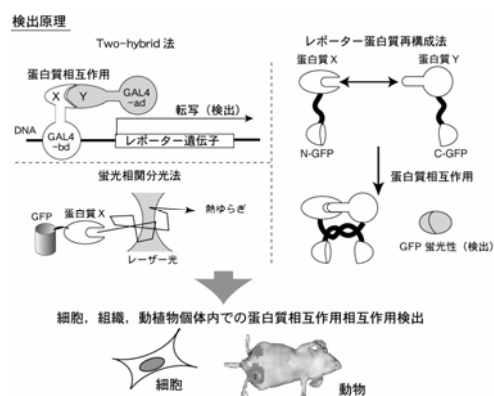 検出原理
Two-hybrid 法
蛋白質相互作用
X
Y
GAL4
-ad
転写（検出）
DNA
GAL4
-bd
レポーター遺伝子
蛍光相関分光法
GFP
蛋白質X
熱ゆらぎ
レーザー光
レポーター蛋白質再構成法
蛋白質X
蛋白質Y
N-GFP
C-GFP
蛋白質相互作用
GFP 蛍光性（検出）
細胞，組織，動植物個体内での蛋白質相互作用相互作用検出
細胞
動物